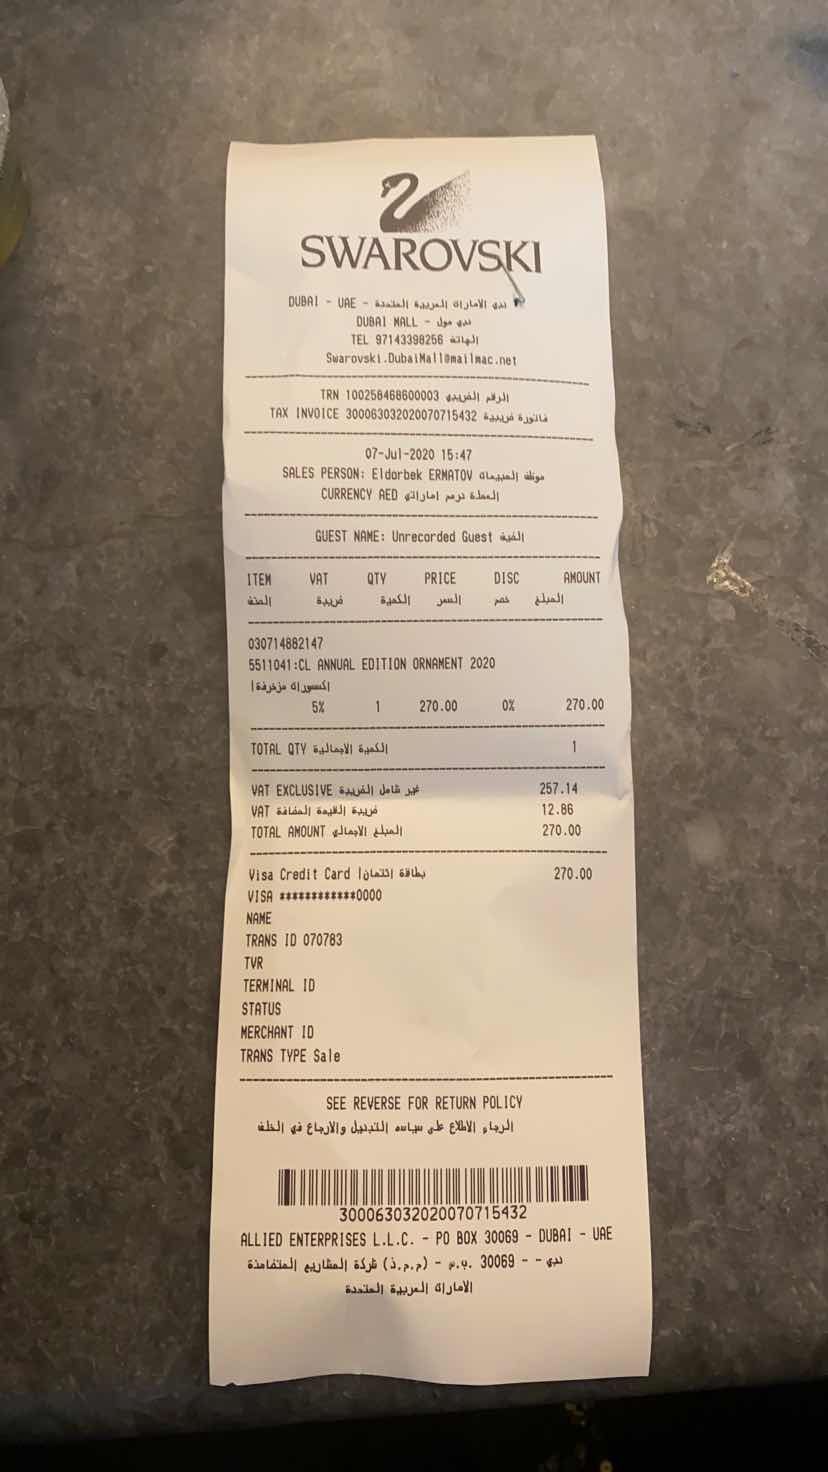 SWAROVSKI
DUBAI - UAE - دبي الامارات العربية المتحدة
DUBAI MALL - دبي مول
TEL 97143398256 الهاتف
Swarovski.DubaiMall@mailmac.net
TRN 100258468600003 الرقم الضريبي
TAX INVOICE 300063032020070715432 فاتورة ضريبية
07-Jul-2020 15:47
SALES PERSON: Eldorbek ERMATOV موظف المبيعات
CURRENCY AED العملة درهم إماراتي
GUEST NAME: Unrecorded Guest الضيف
ITEM VAT QTY PRICE DISC AMOUNT
الصنف ضريبة الكمية السعر خصم المبلغ
030714882147
5511041:CL ANNUAL EDITION ORNAMENT 2020
اكسسورات مزخرفة
5% 1 270.00 0% 270.00
TOTAL QTY الكمية الاجمالية 1
VAT EXCLUSIVE غير شامل الضريبة 257.14
VAT ضريبة القيمة المضافة 12.86
TOTAL AMOUNT المبلغ الاجمالي 270.00
Visa Credit Card بطاقة إئتمان 270.00
VISA ************0000
NAME
TRANS ID 070783
TVR
TERMINAL ID
STATUS
MERCHANT ID
TRANS TYPE Sale
SEE REVERSE FOR RETURN POLICY
الرجاء الاطلاع على سياسه التبديل والارجاع في الخلف
300063032020070715432
ALLIED ENTERPRISES L.L.C. - PO BOX 30069 - DUBAI - UAE
شركة المشاريع المتضامنة (ذ.م.م) - ص.ب. 30069 - - دبي
الامارات العربية المتحدة